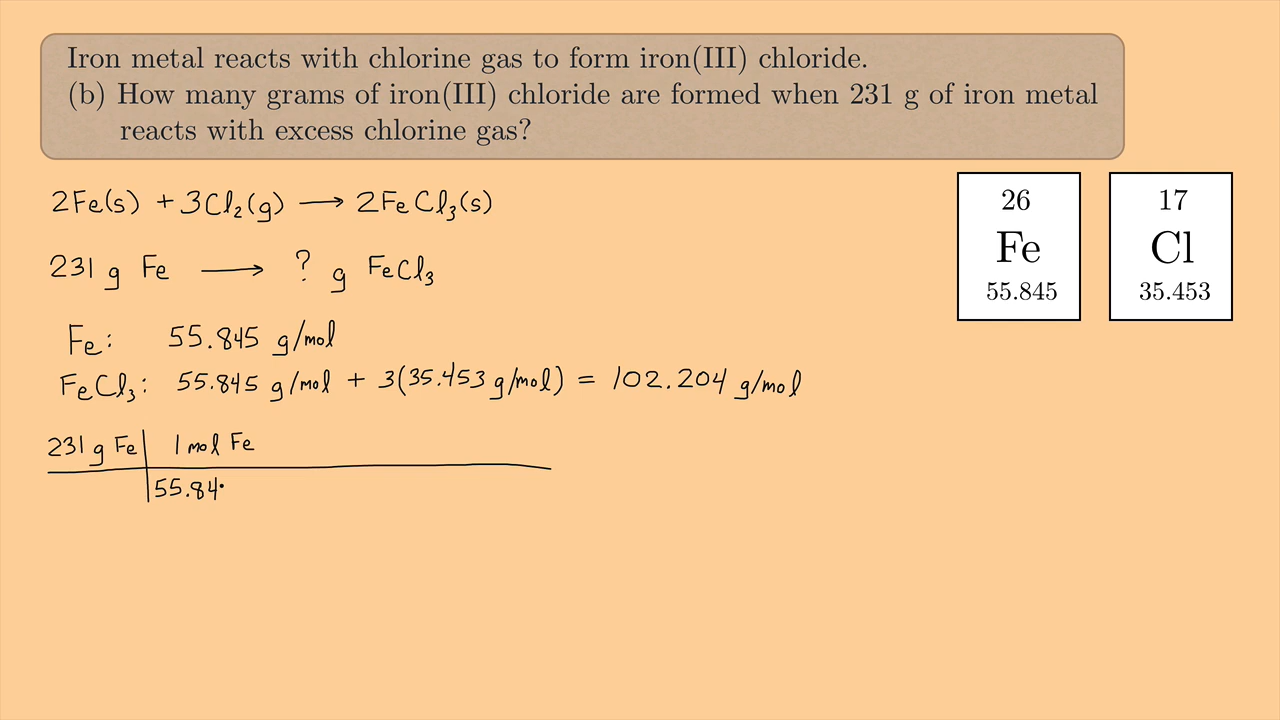 Iron metal reacts with chlorine gas to form iron(III) chloride.
(b) How many grams of iron(III) chloride are formed when 231 g of iron metal
reacts with excess chlorine gas?
2Fe(s) + 3Cl₂(g) ⟶ 2FeCl₃(s)
26
Fe
55.845
17
Cl
35.453
231 g Fe ⟶ ? g FeCl₃
Fe: 55.845 g/mol
FeCl₃: 55.845 g/mol + 3(35.453 g/mol) = 102.204 g/mol
231 g Fe | 1 mol Fe
55.84